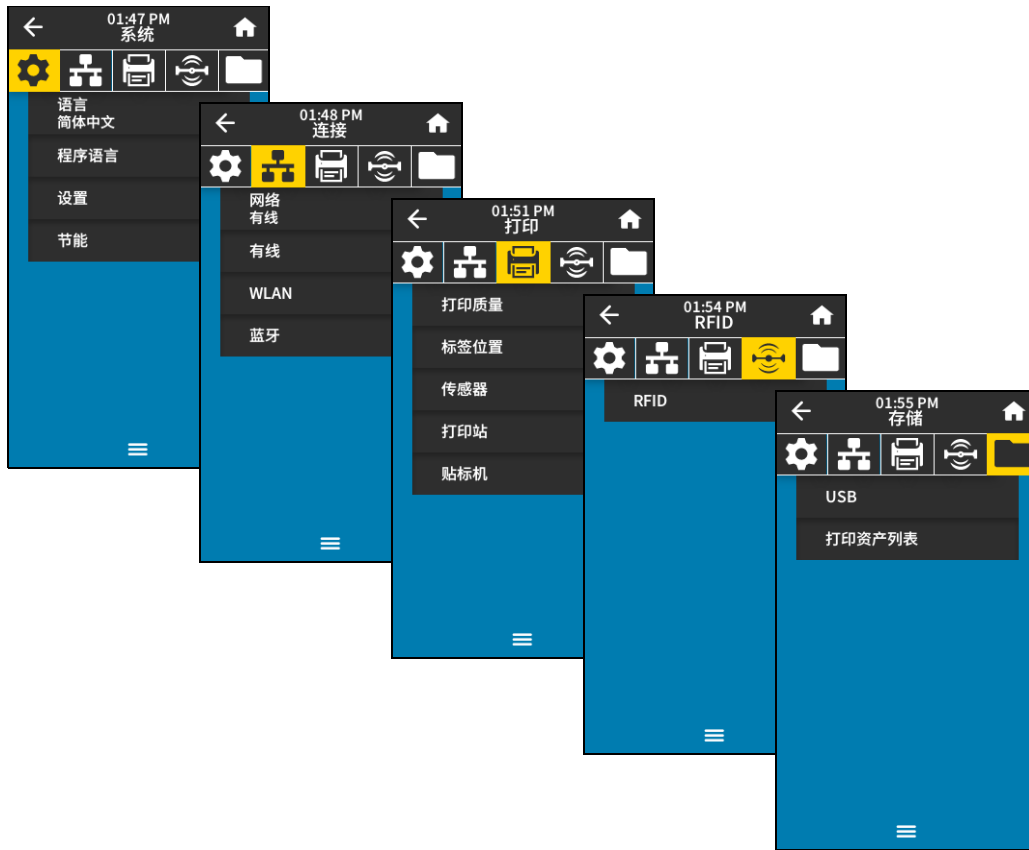 01:47 PM
系统
语言
简体中文
程序语言
设置
节能
01:48 PM
连接
网络
有线
有线
WLAN
蓝牙
01:51 PM
打印
打印质量
标签位置
传感器
打印站
贴标机
01:54 PM
RFID
RFID
01:55 PM
存储
USB
打印资产列表